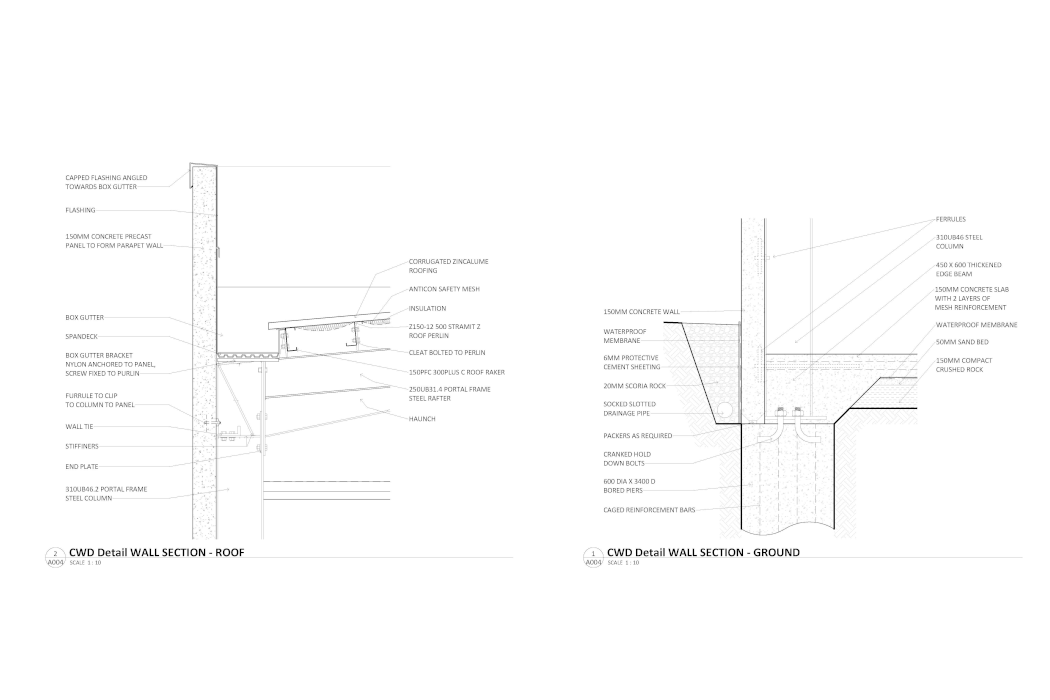 CAPPED FLASHING ANGLED
TOWARDS BOX GUTTER
FLASHING
150MM CONCRETE PRECAST
PANEL TO FORM PARAPET WALL
BOX GUTTER
SPANDECK
BOX GUTTER BRACKET
NYLON ANCHORED TO PANEL,
SCREW FIXED TO PURLIN
FURRULE TO CLIP
TO COLUMN TO PANEL
WALL TIE
STIFFINERS
END PLATE
310UB46.2 PORTAL FRAME
STEEL COLUMN
CORRUGATED ZINCALUME
ROOFING
ANTICON SAFETY MESH
INSULATION
Z150-12 500 STRAMIT Z
ROOF PERLIN
CLEAT BOLTED TO PERLIN
150PFC 300PLUS C ROOF RAKER
250UB31.4 PORTAL FRAME
STEEL RAFTER
HAUNCH
2
A004
CWD Detail WALL SECTION - ROOF
SCALE 1 : 10
150MM CONCRETE WALL
WATERPROOF
MEMBRANE
6MM PROTECTIVE
CEMENT SHEETING
20MM SCORIA ROCK
SOCKED SLOTTED
DRAINAGE PIPE
PACKERS AS REQUIRED
CRANKED HOLD
DOWN BOLTS
600 DIA X 3400 D
BORED PIERS
CAGED REINFORCEMENT BARS
FERRULES
310UB46 STEEL
COLUMN
450 X 600 THICKENED
EDGE BEAM
150MM CONCRETE SLAB
WITH 2 LAYERS OF
MESH REINFORCEMENT
WATERPROOF MEMBRANE
50MM SAND BED
150MM COMPACT
CRUSHED ROCK
1
A004
CWD Detail WALL SECTION - GROUND
SCALE 1 : 10